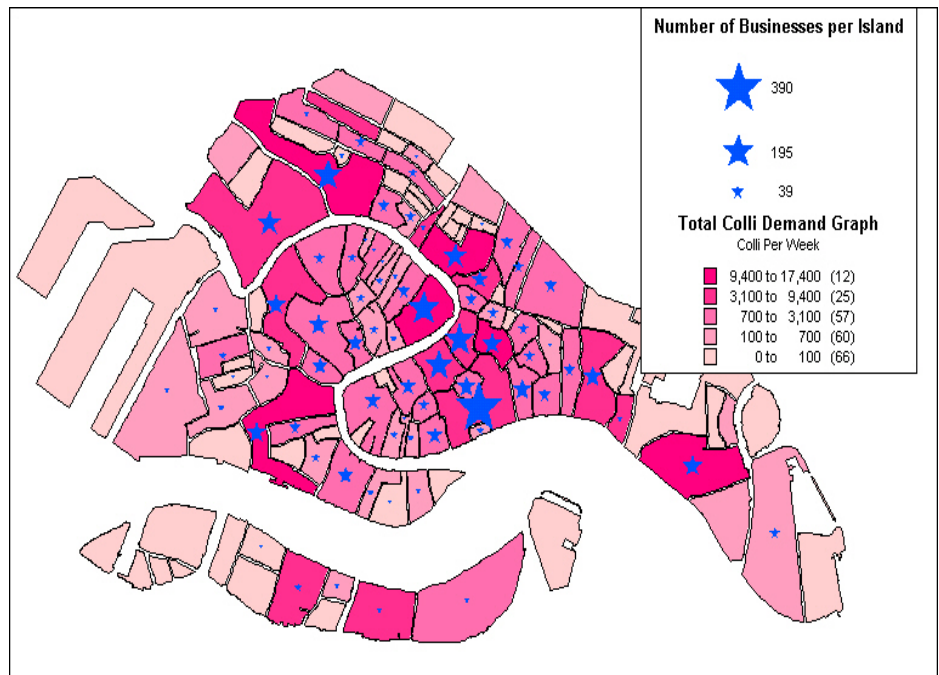 Number of Businesses per Island
390
195
39
Total Colli Demand Graph
Colli Per Week
9,400 to 17,400 (12)
3,100 to 9,400 (25)
700 to 3,100 (57)
100 to 700 (60)
0 to 100 (66)